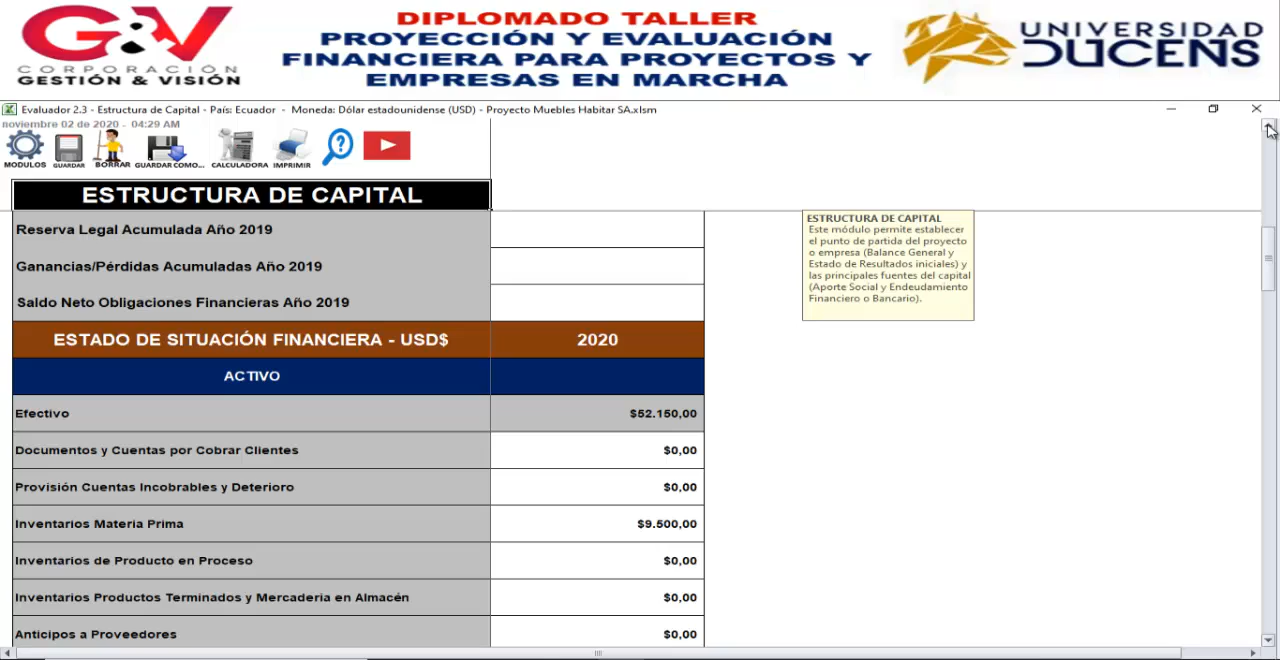 G&V
CORPORACIÓN
GESTIÓN & VISIÓN
DIPLOMADO TALLER
PROYECCIÓN Y EVALUACIÓN
FINANCIERA PARA PROYECTOS Y
EMPRESAS EN MARCHA
UNIVERSIDAD
DUCENS
Evaluador 2.3 - Estructura de Capital - País: Ecuador - Moneda: Dólar estadounidense (USD) - Proyecto Muebles Habitar SA.xlsm
noviembre 02 de 2020 - 04:29 AM
MODULOS GUARDAR BORRAR GUARDAR COMO... CALCULADORA IMPRIMIR
ESTRUCTURA DE CAPITAL
Reserva Legal Acumulada Año 2019
Ganancias/Pérdidas Acumuladas Año 2019
Saldo Neto Obligaciones Financieras Año 2019
ESTADO DE SITUACIÓN FINANCIERA - USD$ 2020
ACTIVO
Efectivo $52.150,00
Documentos y Cuentas por Cobrar Clientes $0,00
Provisión Cuentas Incobrables y Deterioro $0,00
Inventarios Materia Prima $9.500,00
Inventarios de Producto en Proceso $0,00
Inventarios Productos Terminados y Mercaderia en Almacén $0,00
Anticipos a Proveedores $0,00
ESTRUCTURA DE CAPITAL
Este módulo permite establecer
el punto de partida del proyecto
o empresa (Balance General y
Estado de Resultados iniciales) y
las principales fuentes del capital
(Aporte Social y Endeudamiento
Financiero o Bancario).